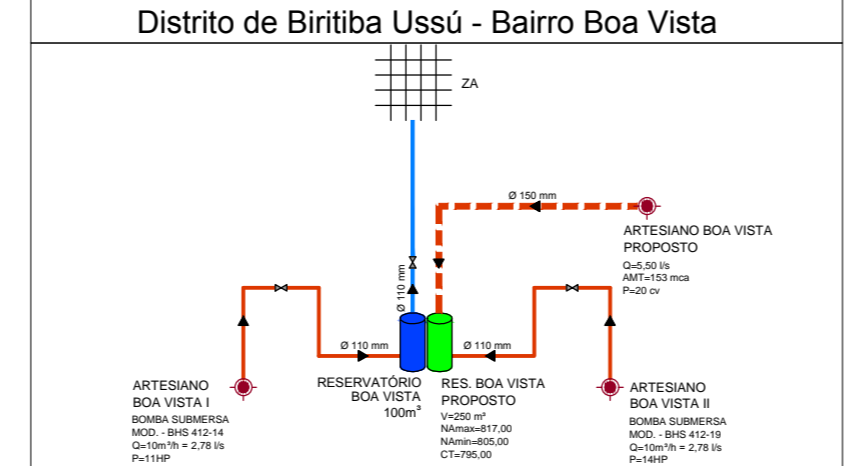 Distrito de Biritiba Ussú - Bairro Boa Vista
ZA
Ø 150 mm
ARTESIANO BOA VISTA
PROPOSTO
Q=5,50 l/s
AMT=153 mca
P=20 cv
Ø 110 mm
Ø 110 mm
Ø 110 mm
RESERVATÓRIO
BOA VISTA
100m³
RES. BOA VISTA
PROPOSTO
V=250 m³
NAmax=817,00
NAmin=805,00
CT=795,00
ARTESIANO
BOA VISTA I
BOMBA SUBMERSA
MOD. - BHS 412-14
Q=10m³/h = 2,78 l/s
P=11HP
ARTESIANO
BOA VISTA II
BOMBA SUBMERSA
MOD. - BHS 412-19
Q=10m³/h = 2,78 l/s
P=14HP